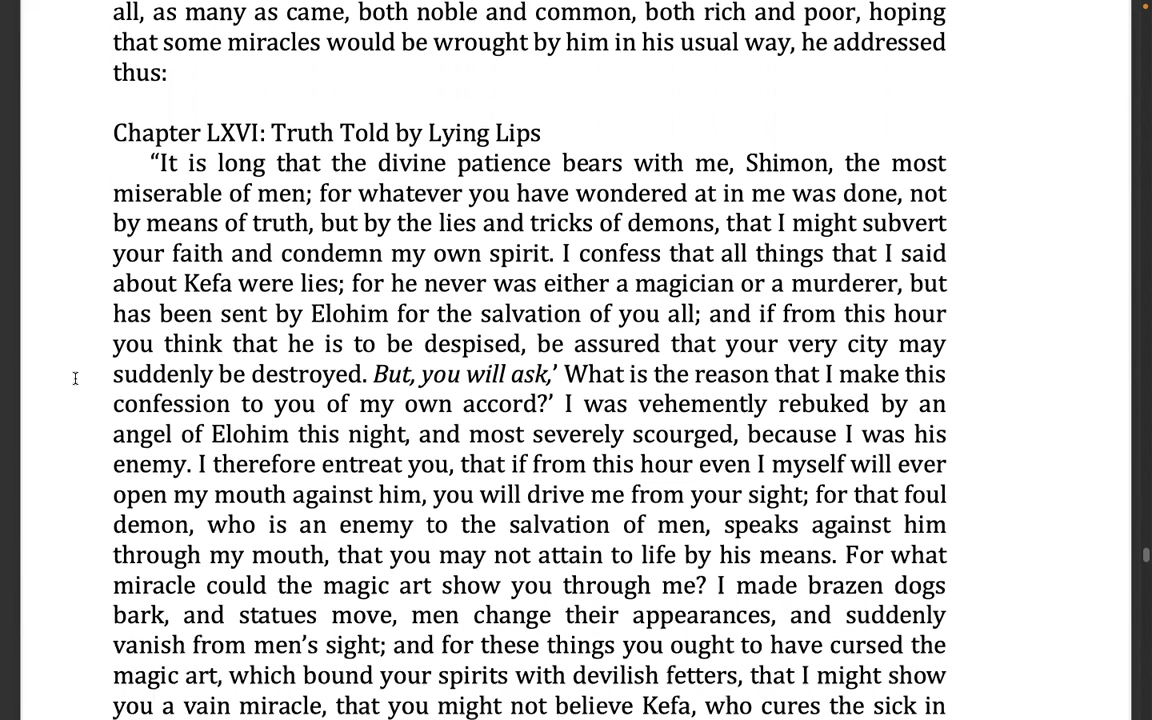 all, as many as came, both noble and common, both rich and poor, hoping
that some miracles would be wrought by him in his usual way, he addressed
thus:
Chapter LXVI: Truth Told by Lying Lips
“It is long that the divine patience bears with me, Shimon, the most
miserable of men; for whatever you have wondered at in me was done, not
by means of truth, but by the lies and tricks of demons, that I might subvert
your faith and condemn my own spirit. I confess that all things that I said
about Kefa were lies; for he never was either a magician or a murderer, but
has been sent by Elohim for the salvation of you all; and if from this hour
you think that he is to be despised, be assured that your very city may
suddenly be destroyed. But, you will ask,’ What is the reason that I make this
confession to you of my own accord?’ I was vehemently rebuked by an
angel of Elohim this night, and most severely scourged, because I was his
enemy. I therefore entreat you, that if from this hour even I myself will ever
open my mouth against him, you will drive me from your sight; for that foul
demon, who is an enemy to the salvation of men, speaks against him
through my mouth, that you may not attain to life by his means. For what
miracle could the magic art show you through me? I made brazen dogs
bark, and statues move, men change their appearances, and suddenly
vanish from men’s sight; and for these things you ought to have cursed the
magic art, which bound your spirits with devilish fetters, that I might show
you a vain miracle, that you might not believe Kefa, who cures the sick in